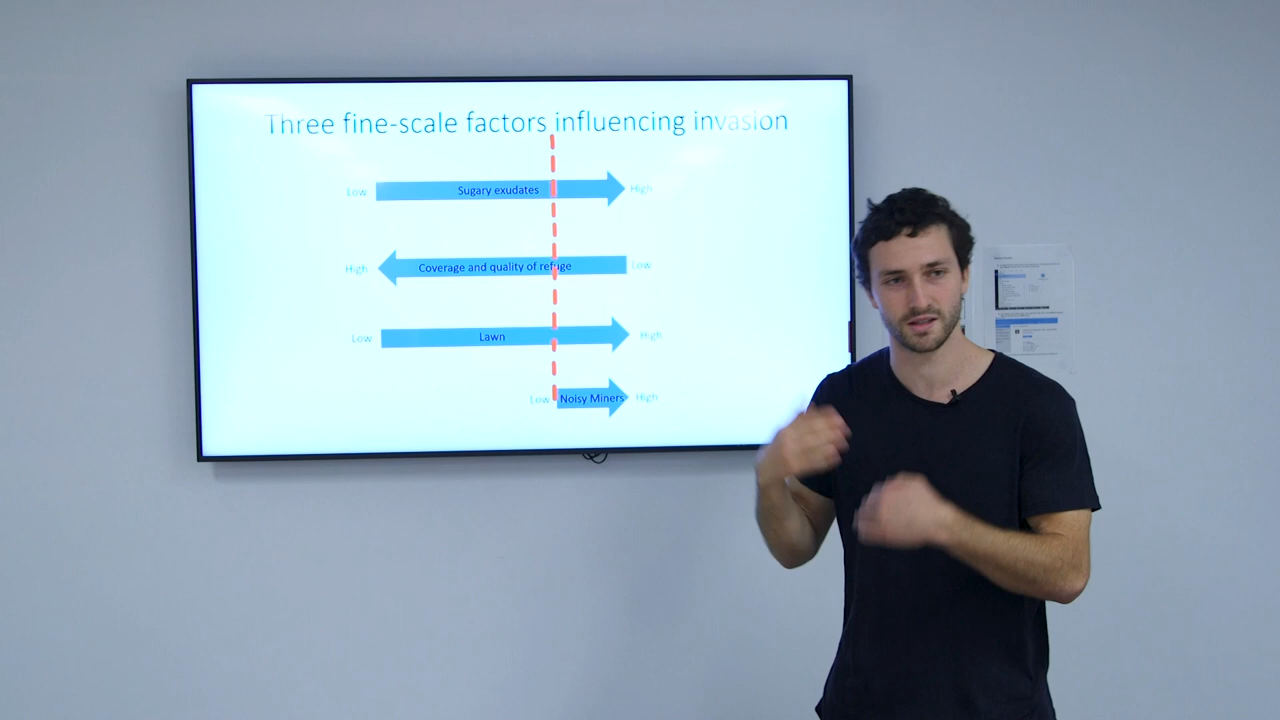 Three fine-scale factors influencing invasion
Low Sugary exudates High
High Coverage and quality of refuge Low
Low Lawn High
Low Noisy Miners High